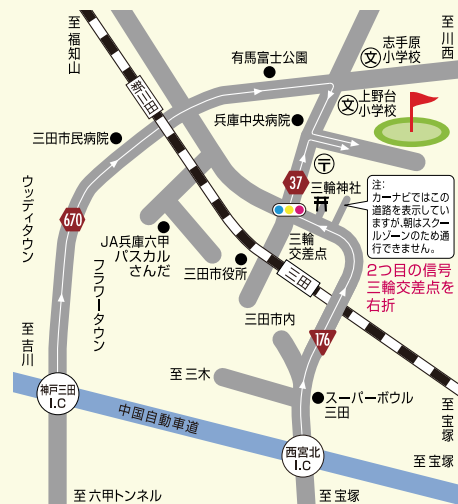 至福知山
至川西
志手原
小学校
文
有馬富士公園
新三田
文
上野台
小学校
兵庫中央病院
三田市民病院
〒
37
三輪神社
注:
カーナビではこの
道路を表示してい
ますが、朝はスクー
ルゾーンのため通
行できません。
ウッディタウン
670
JA兵庫六甲
パスカル
さんだ
三輪
交差点
三田市役所
三田
2つ目の信号
三輪交差点を
右折
フラワータウン
三田市内
176
至吉川
至三木
神戸三田
I.C
スーパーボウル
三田
中国自動車道
至宝塚
西宮北
I.C
至宝塚
至六甲トンネル
至宝塚